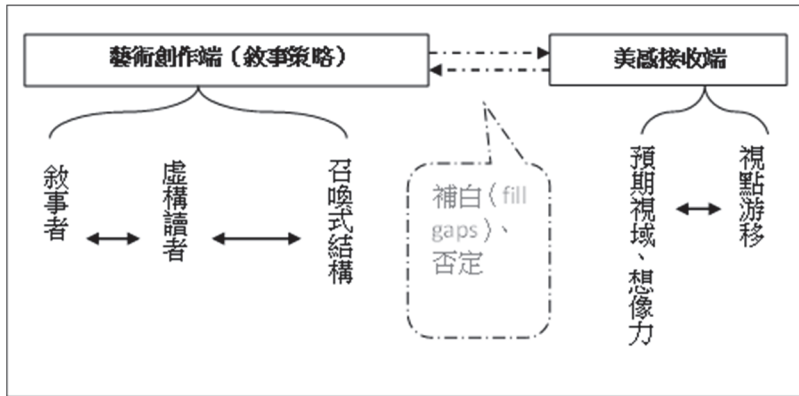 藝術創作端（敘事策略）
美感接收端
敘事者
虛構讀者
召喚式結構
補白（fill
gaps）、
否定
預期視域、想像力
視點游移